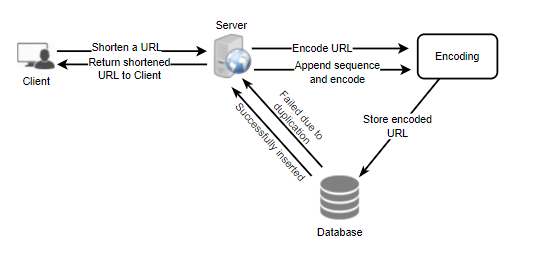 Server
Shorten a URL
Return shortened
URL to Client
Client
Encode URL
Append sequence
and encode
Encoding
Failed due to
duplication
Successfully inserted
Store encoded
URL
Database